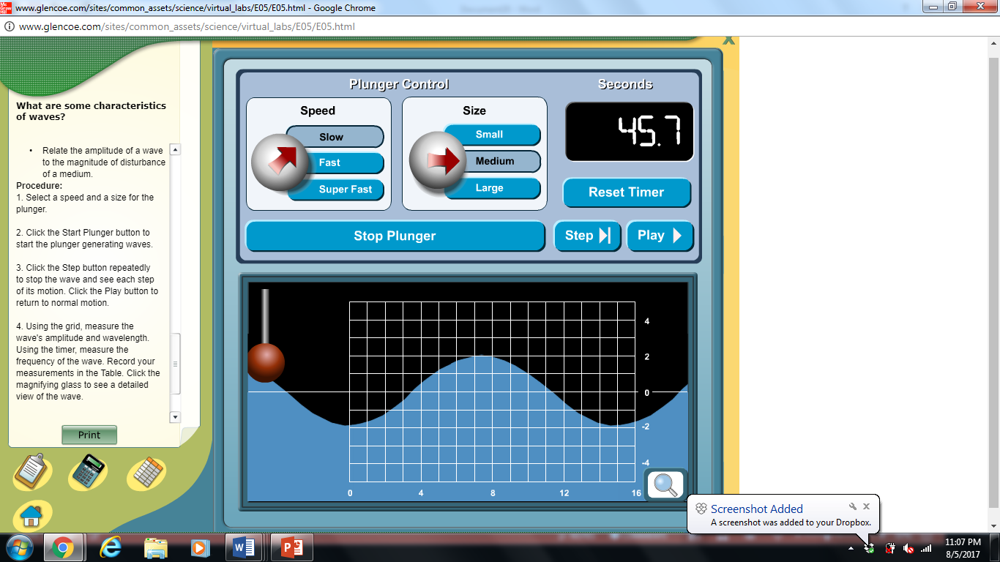 Mc
Graw
Hill
www.glencoe.com/sites/common_assets/science/virtual_labs/E05/E05.html - Google Chrome
www.glencoe.com/sites/common_assets/science/virtual_labs/E05/E05.html
X
What are some characteristics
of waves?
• Relate the amplitude of a wave
to the magnitude of disturbance
of a medium.
Procedure:
1. Select a speed and a size for the
plunger.
2. Click the Start Plunger button to
start the plunger generating waves.
3. Click the Step button repeatedly
to stop the wave and see each step
of its motion. Click the Play button to
return to normal motion.
4. Using the grid, measure the
wave's amplitude and wavelength.
Using the timer, measure the
frequency of the wave. Record your
measurements in the Table. Click the
magnifying glass to see a detailed
view of the wave.
Print
Plunger Control
Speed
Slow
Fast
Super Fast
Size
Small
Medium
Large
Seconds
45.7
Reset Timer
Stop Plunger
Step
Play
4
2
0
-2
-4
0 4 8 12 16
Screenshot Added
A screenshot was added to your Dropbox.
11:07 PM
8/5/2017